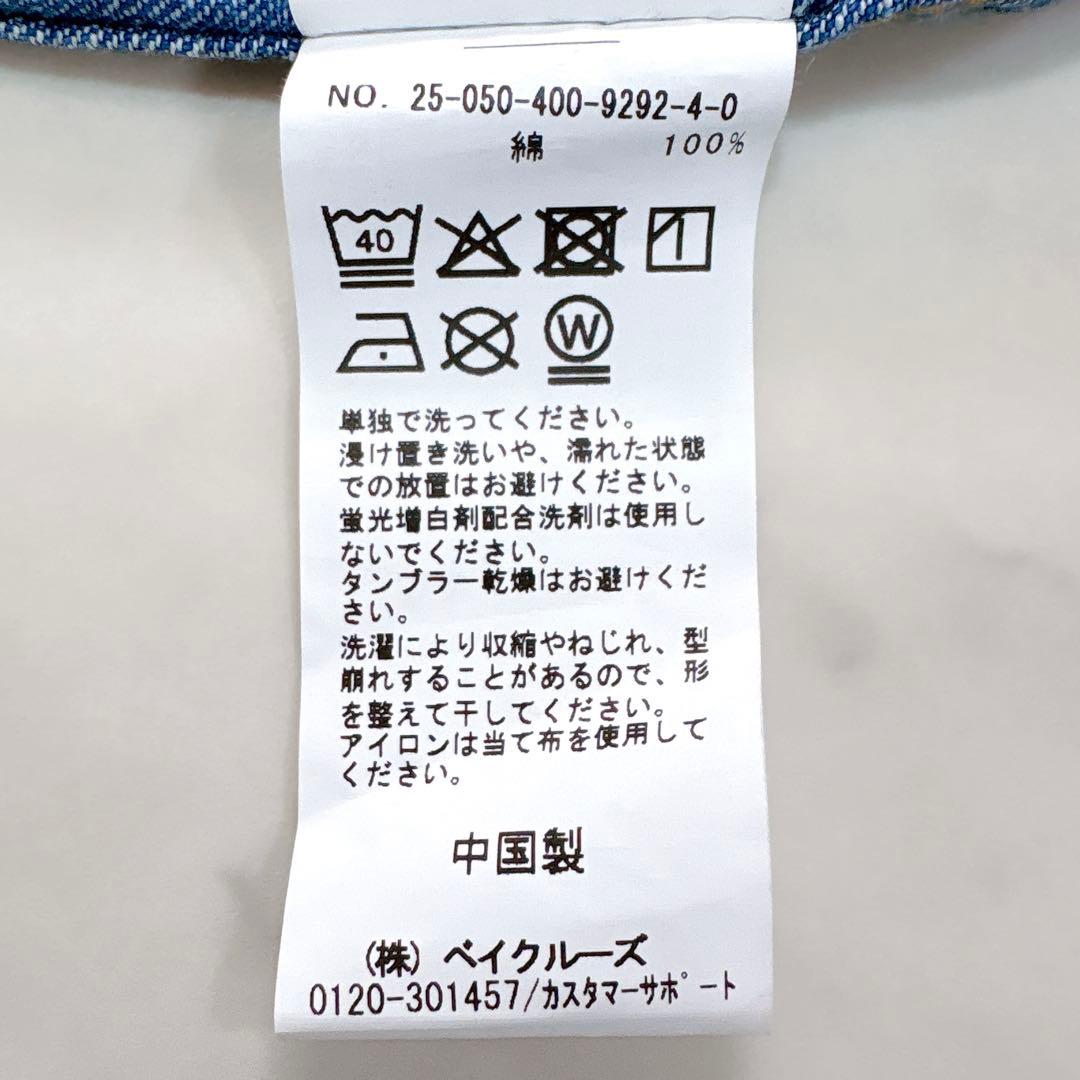 NO. 25-050-400-9292-4-0
綿 100%
40
W
単独で洗ってください。
浸け置き洗いや、濡れた状態
での放置はお避けください。
蛍光増白剤配合洗剤は使用し
ないでください。
タンブラー乾燥はお避けくだ
さい。
洗濯により収縮やねじれ、型
崩れすることがあるので、形
を整えて干してください。
アイロンは当て布を使用して
ください。
中国製
(株) ベイクルーズ
0120-301457/カスタマーサポート